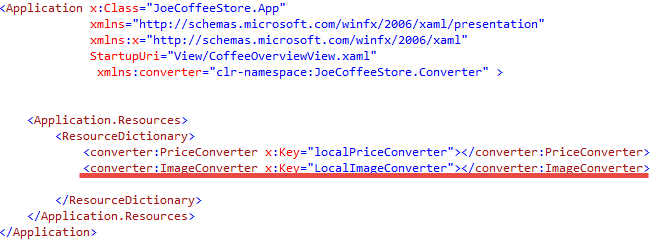 <Application x:Class="JoeCoffeeStore.App"
xmlns="http://schemas.microsoft.com/winfx/2006/xaml/presentation"
xmlns:x="http://schemas.microsoft.com/winfx/2006/xaml"
StartupUri="View/CoffeeOverviewView.xaml"
xmlns:converter="clr-namespace:JoeCoffeeStore.Converter" >
<Application.Resources>
<ResourceDictionary>
<converter:PriceConverter x:Key="localPriceConverter"></converter:PriceConverter>
<converter:ImageConverter x:Key="LocalImageConverter"></converter:ImageConverter>
</ResourceDictionary>
</Application.Resources>
</Application>